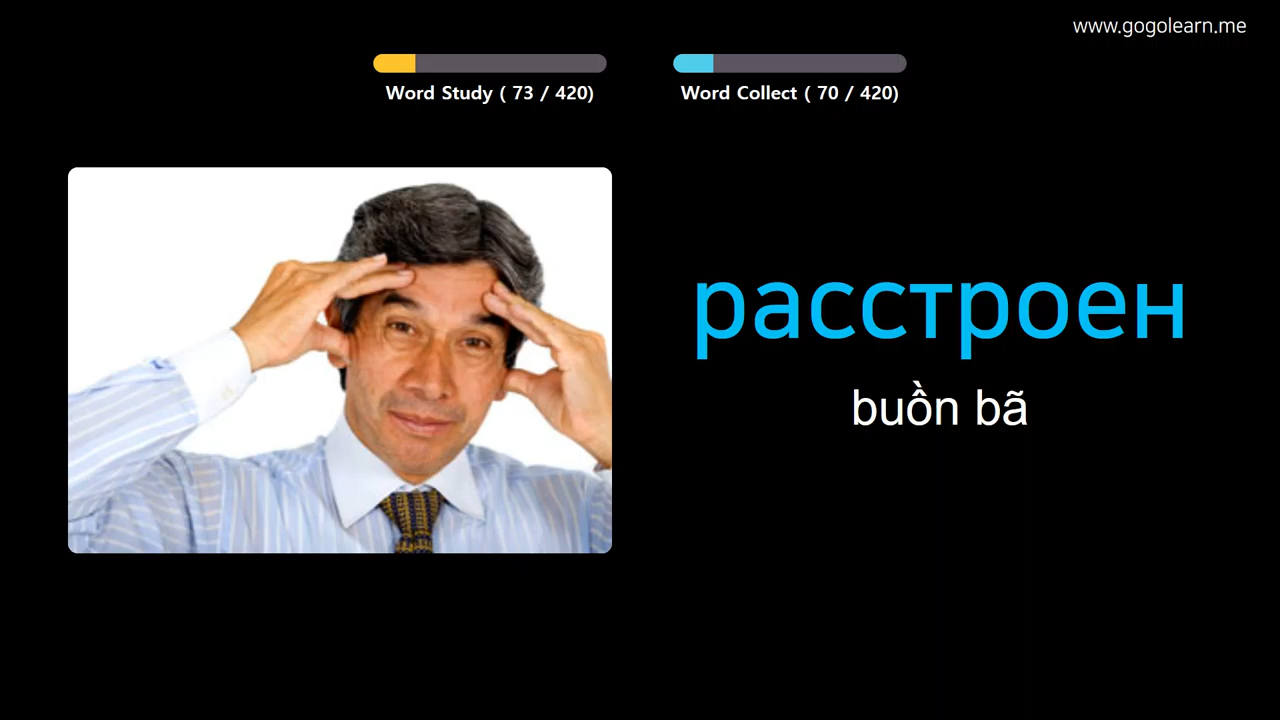 www.gogolearn.me
Word Study ( 73 / 420)
Word Collect ( 70 / 420)
расстроен
buồn bã